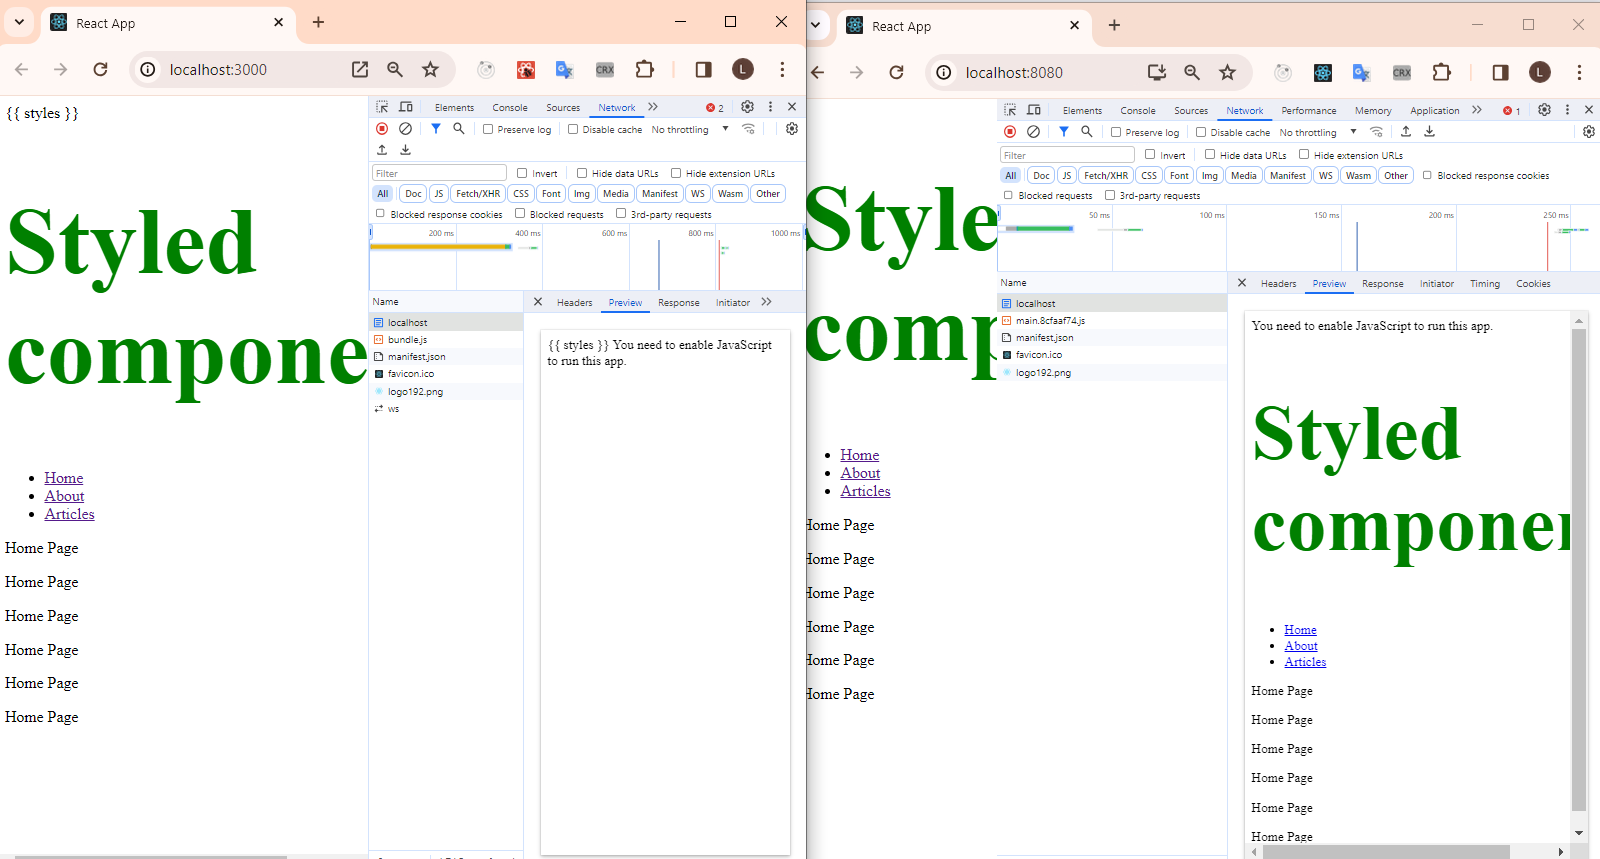 React App
localhost:3000
L
{{ styles }}
Styled
compone
Home
About
Articles
Home Page
Home Page
Home Page
Home Page
Home Page
Home Page
Elements Console Sources Network 2
Preserve log Disable cache No throttling
Filter Invert Hide data URLs Hide extension URLs
All Doc JS Fetch/XHR CSS Font Img Media Manifest WS Wasm Other
Blocked response cookies Blocked requests 3rd-party requests
200 ms 400 ms 600 ms 800 ms 1000 ms
Name
localhost
bundle.js
manifest.json
favicon.ico
logo192.png
ws
Headers Preview Response Initiator
{{ styles }} You need to enable JavaScript
to run this app.
React App
localhost:8080
CRX
L
Style
comp
Home
About
Articles
Home Page
Home Page
Home Page
Home Page
Home Page
Home Page
Elements Console Sources Network Performance Memory Application 1
Preserve log Disable cache No throttling
Filter Invert Hide data URLs Hide extension URLs
All Doc JS Fetch/XHR CSS Font Img Media Manifest WS Wasm Other Blocked response cookies
Blocked requests 3rd-party requests
50 ms 100 ms 150 ms 200 ms 250 ms
Name
localhost
main.8cfaaf74.js
manifest.json
favicon.ico
logo192.png
Headers Preview Response Initiator Timing Cookies
You need to enable JavaScript to run this app.
Styled
componen
Home
About
Articles
Home Page
Home Page
Home Page
Home Page
Home Page
Home Page